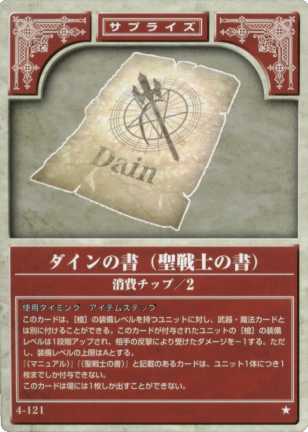 サプライズ
Dain
ダインの書（聖戦士の書）
消費チップ／2
使用タイミング　アイテムステップ
このカードは、［槍］の装備レベルを持つユニットに対し、武器・魔法カードと
は別に付けることができる。このカードが付与されたユニットの［槍］の装備
レベルは1段階アップされ、相手の反撃により受けたダメージを－1する。ただ
し、装備レベルの上限はAとする。
『（マニュアル）』『（聖戦士の書）』と記載のあるカードは、ユニット1体につき1
枚までしか付与できない。
このカードは場には1枚しか出すことができない。
4-121
★